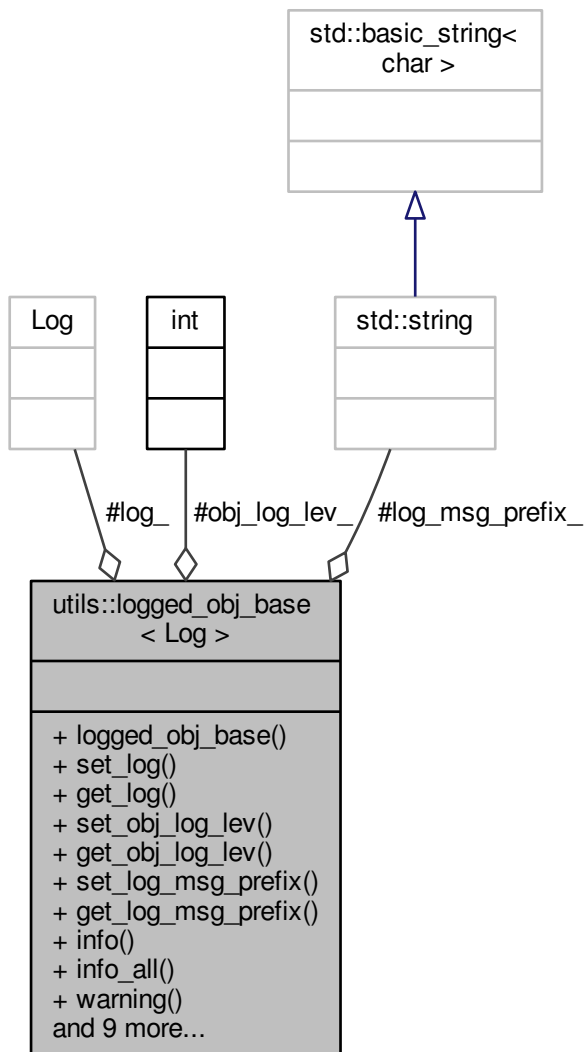 std::basic_string<
char >
Log
int
std::string
#log_
#obj_log_lev_
#log_msg_prefix_
utils::logged_obj_base
< Log >
+ logged_obj_base()
+ set_log()
+ get_log()
+ set_obj_log_lev()
+ get_obj_log_lev()
+ set_log_msg_prefix()
+ get_log_msg_prefix()
+ info()
+ info_all()
+ warning()
and 9 more...